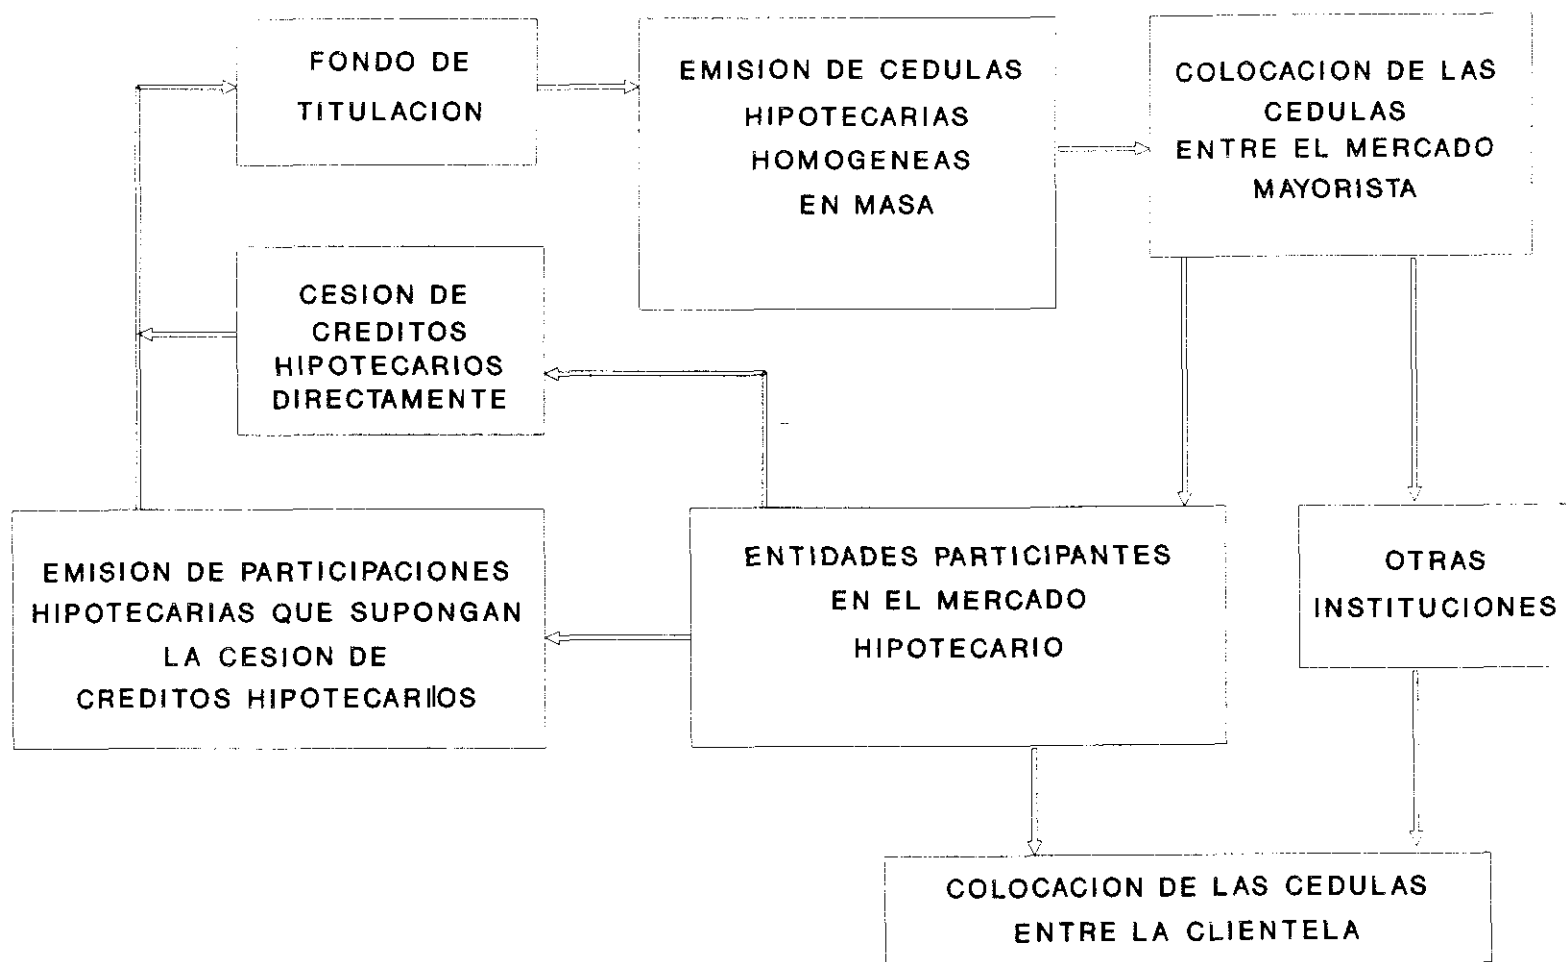 FONDO DE
TITULACION
EMISION DE CEDULAS
HIPOTECARIAS
HOMOGENEAS
EN MASA
COLOCACION DE LAS
CEDULAS
ENTRE EL MERCADO
MAYORISTA
CESION DE
CREDITOS
HIPOTECARIOS
DIRECTAMENTE
EMISION DE PARTICIPACIONES
HIPOTECARIAS QUE SUPONGAN
LA CESION DE
CREDITOS HIPOTECARIIOS
ENTIDADES PARTICIPANTES
EN EL MERCADO
HIPOTECARIO
OTRAS
INSTITUCIONES
COLOCACION DE LAS CEDULAS
ENTRE LA CLIENTELA